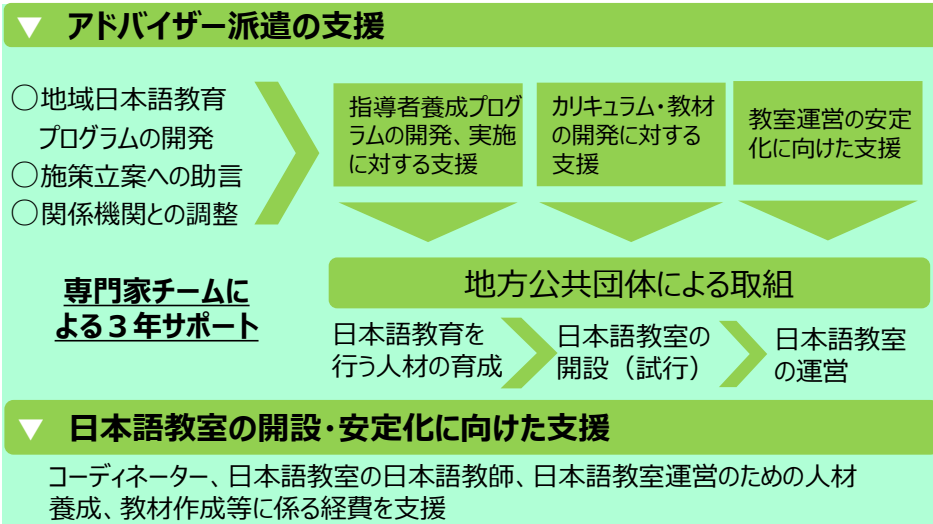 ▼ アドバイザー派遣の支援
○地域日本語教育
プログラムの開発
○施策立案への助言
○関係機関との調整
指導者養成プログ
ラムの開発、実施
に対する支援
カリキュラム・教材
の開発に対する
支援
教室運営の安定
化に向けた支援
専門家チームに
よる3年サポート
地方公共団体による取組
日本語教育を
行う人材の育成
日本語教室の
開設（試行）
日本語教室
の運営
▼ 日本語教室の開設・安定化に向けた支援
コーディネーター、日本語教室の日本語教師、日本語教室運営のための人材
養成、教材作成等に係る経費を支援